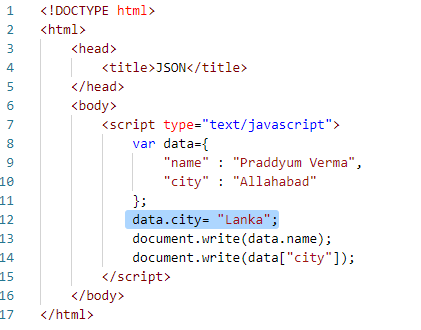 1 <!DOCTYPE html>
2 <html>
3 <head>
4 <title>JSON</title>
5 </head>
6 <body>
7 <script type="text/javascript">
8 var data={
9 "name" : "Praddyum Verma",
10 "city" : "Allahabad"
11 };
12 data.city= "Lanka";
13 document.write(data.name);
14 document.write(data["city"]);
15 </script>
16 </body>
17 </html>